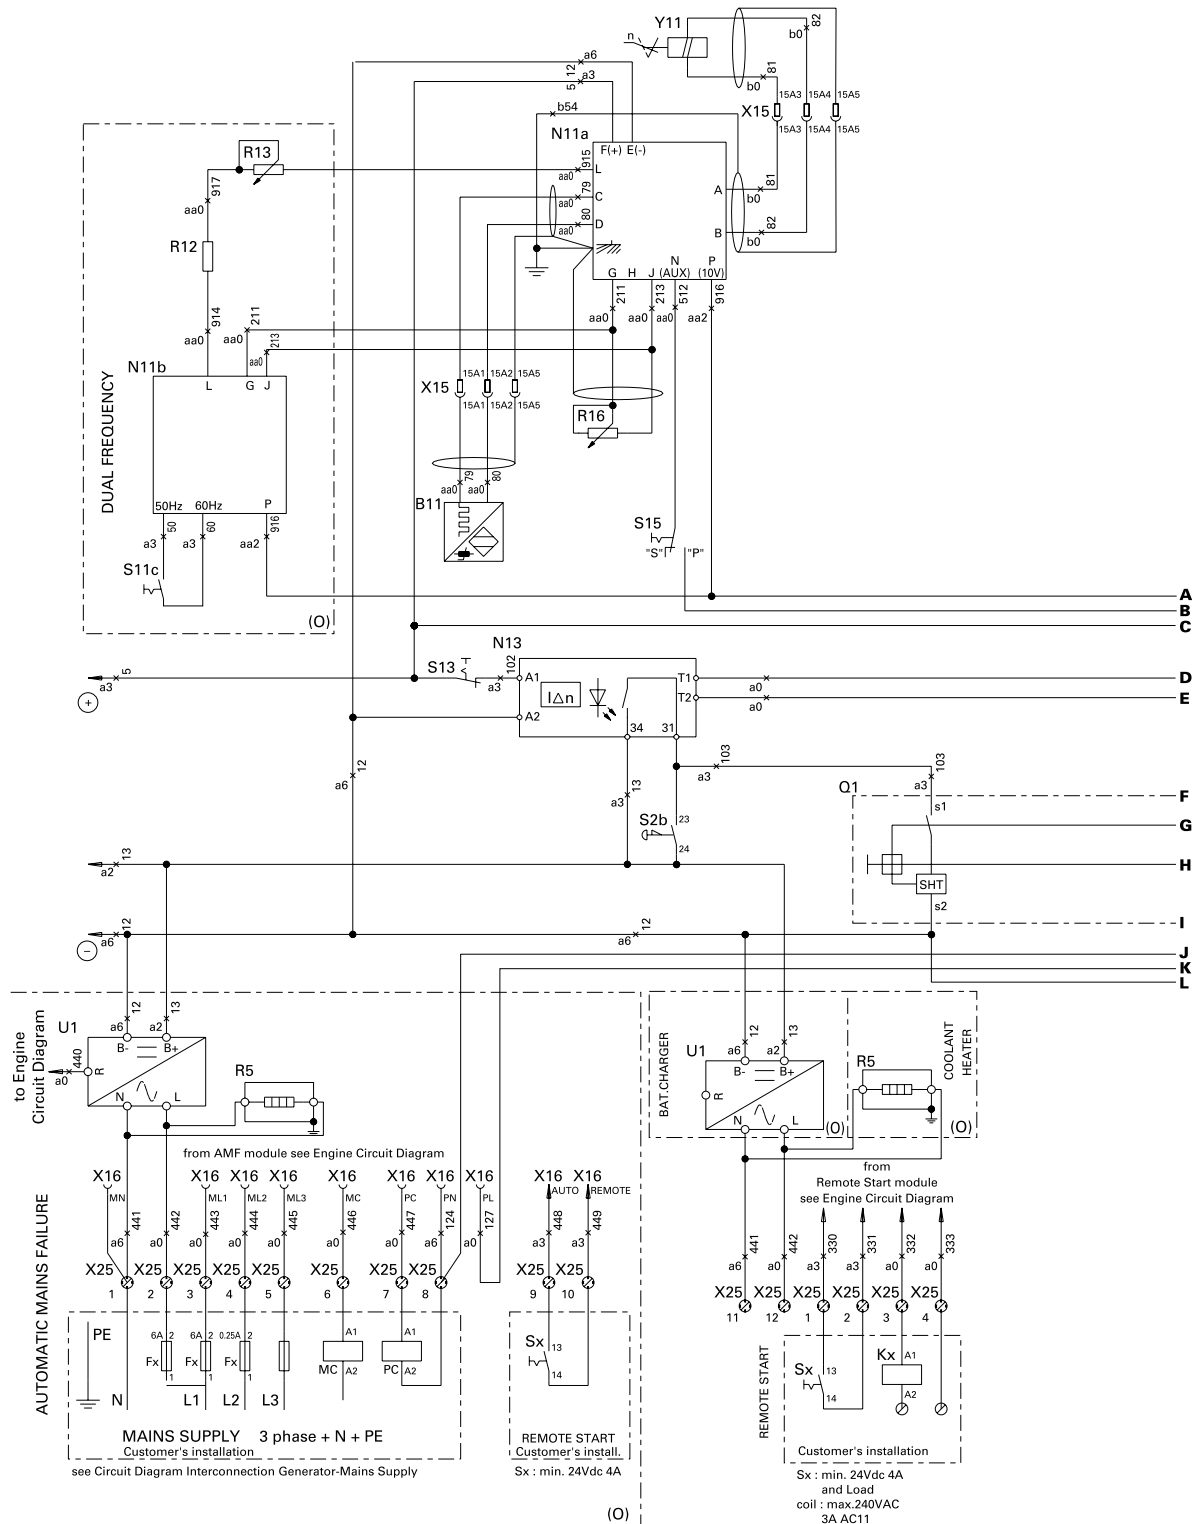 Y11
n
82
b0
81
b0
15A3 15A4 15A5
X15
15A3 15A4 15A5
a6
12
a3
5
b54
N11a
F(+) E(-)
L
C
D
A
B
915
aa0
79
aa0
80
aa0
81
b0
82
b0
G H J N (AUX) P (10V)
211
aa0
213
aa0
512
aa0
916
aa2
DUAL FREQUENCY
R13
917
aa0
R12
914
aa0
211
aa0
213
aa0
N11b
L G J
50Hz 60Hz P
50
a3
60
a3
916
aa2
S11c
(O)
X15
15A1 15A2 15A5
15A1 15A2 15A5
79
aa0
80
aa0
B11
R16
S15
"S" "P"
A
B
C
5
a3
+
S13
102
a3
N13
A1
A2
I∆n
T1
T2
34 31
a0
a0
D
E
12
a6
13
a3
103
a3
103
a3
S2b
23
24
Q1
s1
SHT
s2
F
G
H
I
13
a2
12
a6
-
12
a6
J
K
L
to Engine
Circuit Diagram
440
a0
U1
12
a6
13
a2
B- B+
R
N L
R5
from AMF module see Engine Circuit Diagram
BAT.CHARGER
U1
12
a6
13
a2
B- B+
R
N L
(O)
R5
COOLANT
HEATER
(O)
from
Remote Start module
see Engine Circuit Diagram
AUTOMATIC MAINS FAILURE
X16 X16 X16 X16 X16 X16 X16 X16 X16 X16
MN ML1 ML2 ML3 MC PC PN PL AUTO REMOTE
441 442 443 444 445 446 447 124 127 448 449
a6 a0 a0 a0 a0 a0 a0 a6 a0 a3 a3
X25 X25 X25 X25 X25 X25 X25 X25 X25 X25
1 2 3 4 5 6 7 8 9 10
PE
6A 2 6A 2 0.25A 2
Fx Fx Fx
1 1 1
A1
MC A2
A1
PC A2
N L1 L2 L3
MAINS SUPPLY 3 phase + N + PE
Customer's installation
see Circuit Diagram Interconnection Generator-Mains Supply
Sx
13
14
REMOTE START
Customer's install.
Sx : min. 24Vdc 4A
(O)
441 442 330 331 332 333
a6 a0 a3 a3 a0 a0
X25 X25 X25 X25 X25 X25
11 12 1 2 3 4
REMOTE START
Sx
13
14
Kx
A1
A2
Customer's installation
Sx : min. 24Vdc 4A
and Load
coil : max.240VAC
3A AC11